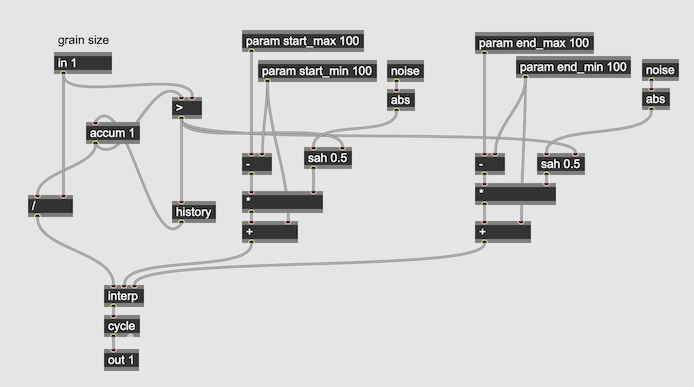 grain size
in 1
param start_max 100
param start_min 100
noise
abs
param end_max 100
param end_min 100
noise
abs
>
accum 1
-
sah 0.5
-
sah 0.5
/
history
*
+
*
+
interp
cycle
out 1